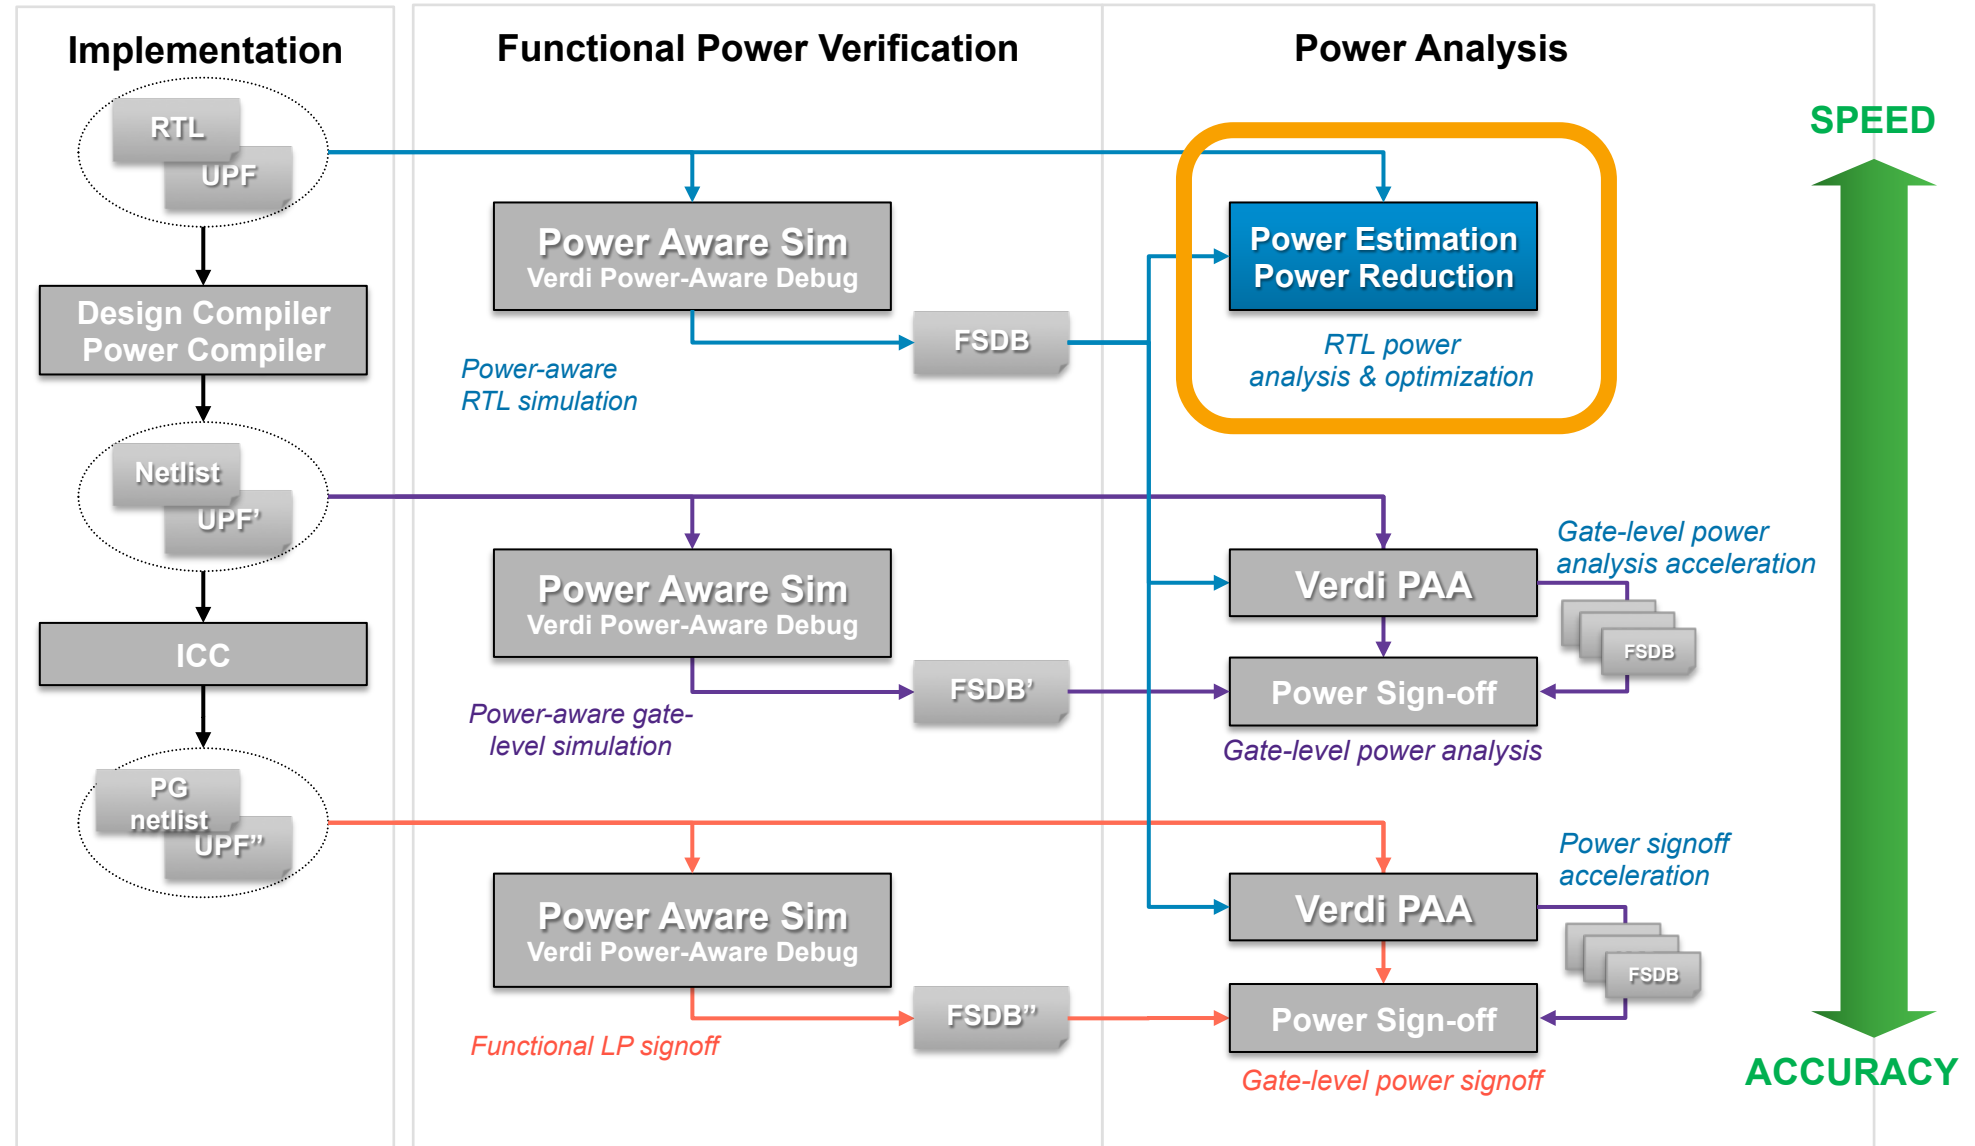 Implementation
Functional Power Verification
Power Analysis
SPEED
RTL
UPF
Power Aware Sim
Verdi Power-Aware Debug
Power Estimation
Power Reduction
Design Compiler
Power Compiler
FSDB
RTL power
analysis & optimization
Power-aware
RTL simulation
Netlist
UPF’
Gate-level power
analysis acceleration
Power Aware Sim
Verdi Power-Aware Debug
Verdi PAA
FSDB
ICC
FSDB’
Power Sign-off
Power-aware gate-
level simulation
Gate-level power analysis
PG
netlist
UPF’’
Power signoff
acceleration
Power Aware Sim
Verdi Power-Aware Debug
Verdi PAA
FSDB
FSDB’’
Power Sign-off
Functional LP signoff
Gate-level power signoff
ACCURACY